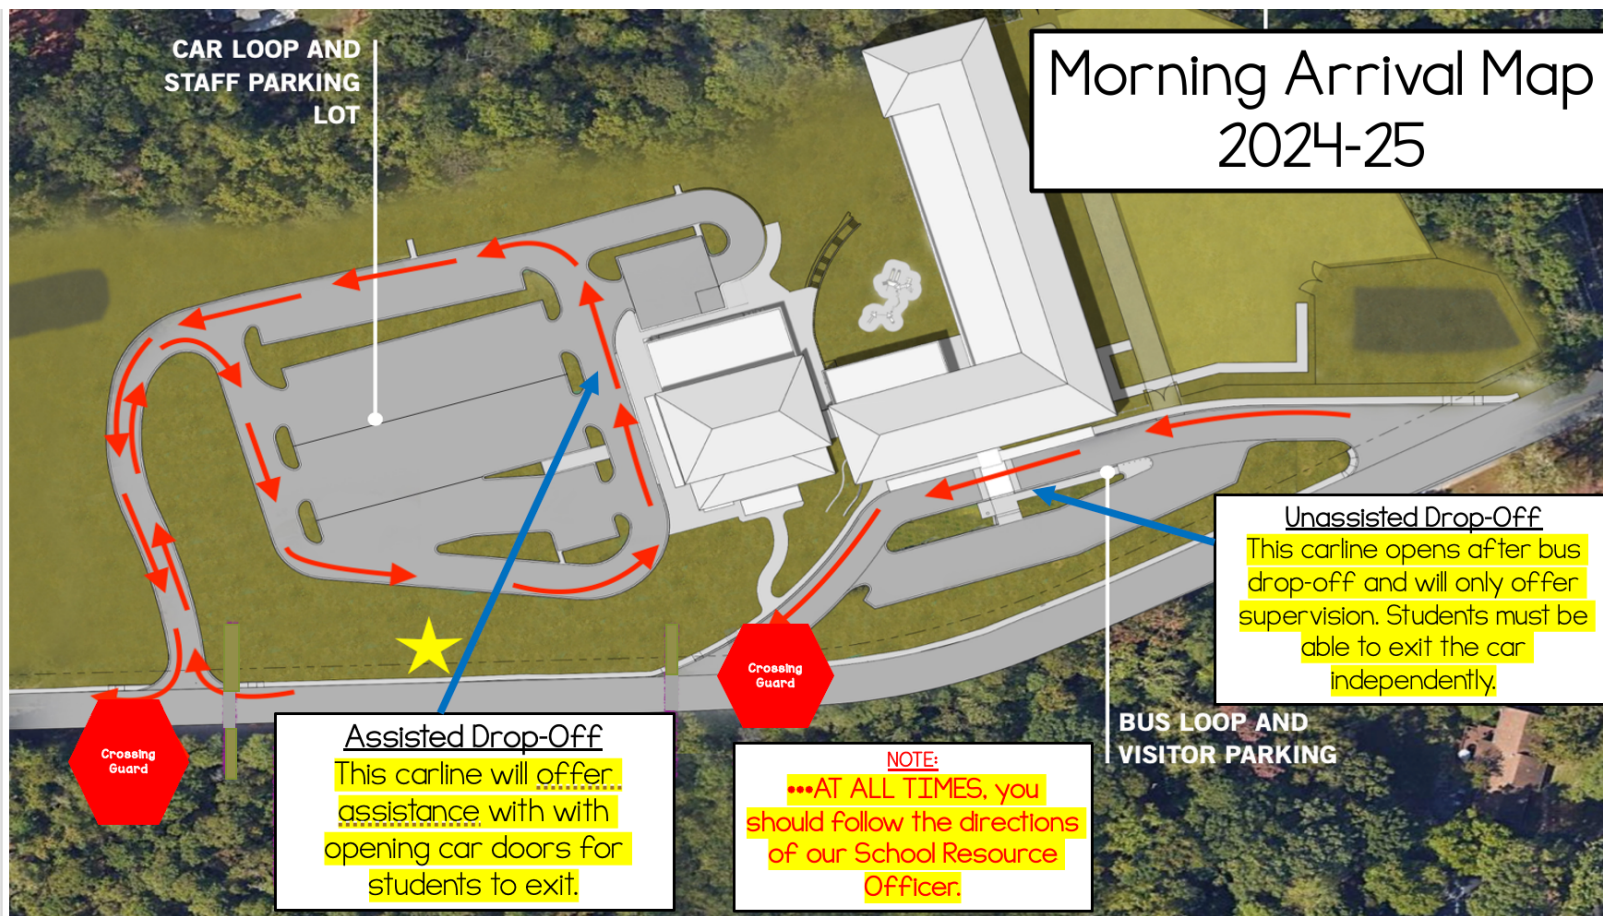 CAR LOOP AND
STAFF PARKING
LOT
Morning Arrival Map
2024-25
Unassisted Drop-Off
This carline opens after bus
drop-off and will only offer
supervision. Students must be
able to exit the car
independently.
Crossing
Guard
BUS LOOP AND
VISITOR PARKING
Crossing
Guard
Assisted Drop-Off
This carline will offer
assistance with with
opening car doors for
students to exit.
NOTE:
•••AT ALL TIMES, you
should follow the directions
of our School Resource
Officer.